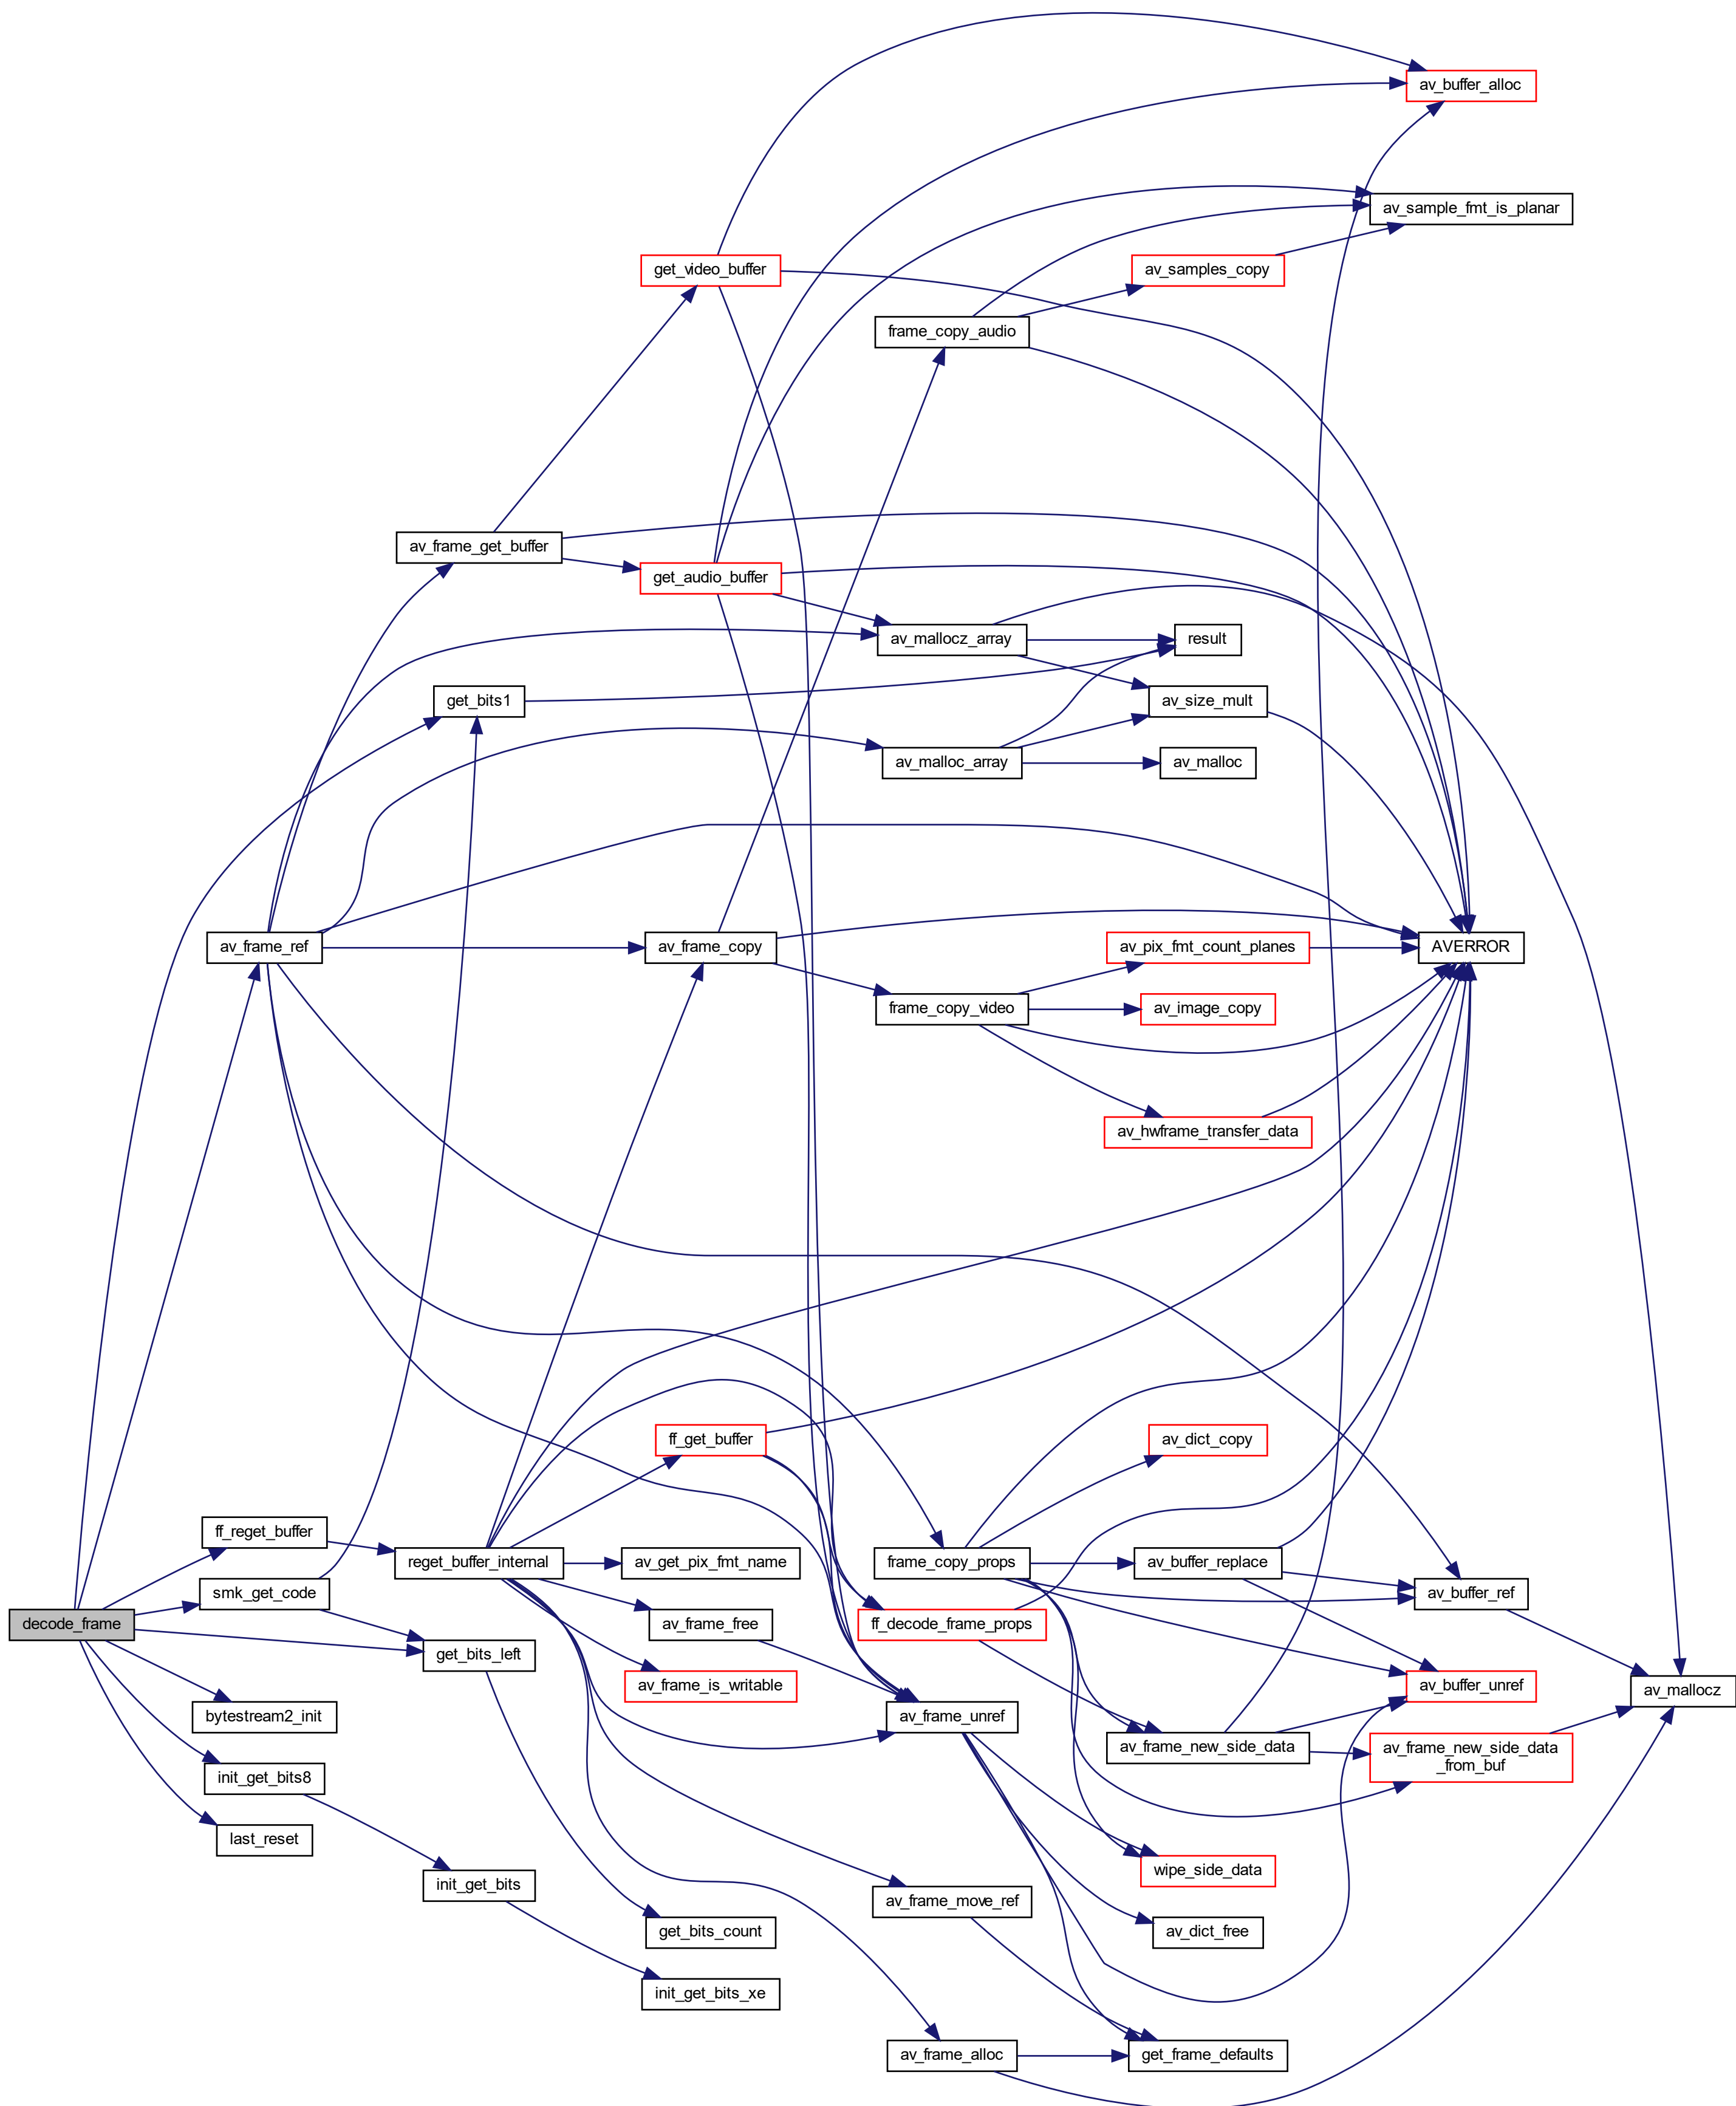 av_buffer_alloc
av_sample_fmt_is_planar
get_video_buffer
av_samples_copy
frame_copy_audio
av_frame_get_buffer
get_audio_buffer
av_mallocz_array
result
get_bits1
av_size_mult
av_malloc_array
av_malloc
av_frame_ref
av_frame_copy
av_pix_fmt_count_planes
AVERROR
frame_copy_video
av_image_copy
av_hwframe_transfer_data
ff_get_buffer
av_dict_copy
ff_reget_buffer
reget_buffer_internal
av_get_pix_fmt_name
frame_copy_props
av_buffer_replace
smk_get_code
av_buffer_ref
decode_frame
av_frame_free
ff_decode_frame_props
get_bits_left
av_frame_is_writable
av_buffer_unref
av_mallocz
bytestream2_init
av_frame_unref
av_frame_new_side_data
av_frame_new_side_data
_from_buf
init_get_bits8
last_reset
wipe_side_data
init_get_bits
av_frame_move_ref
get_bits_count
av_dict_free
init_get_bits_xe
av_frame_alloc
get_frame_defaults